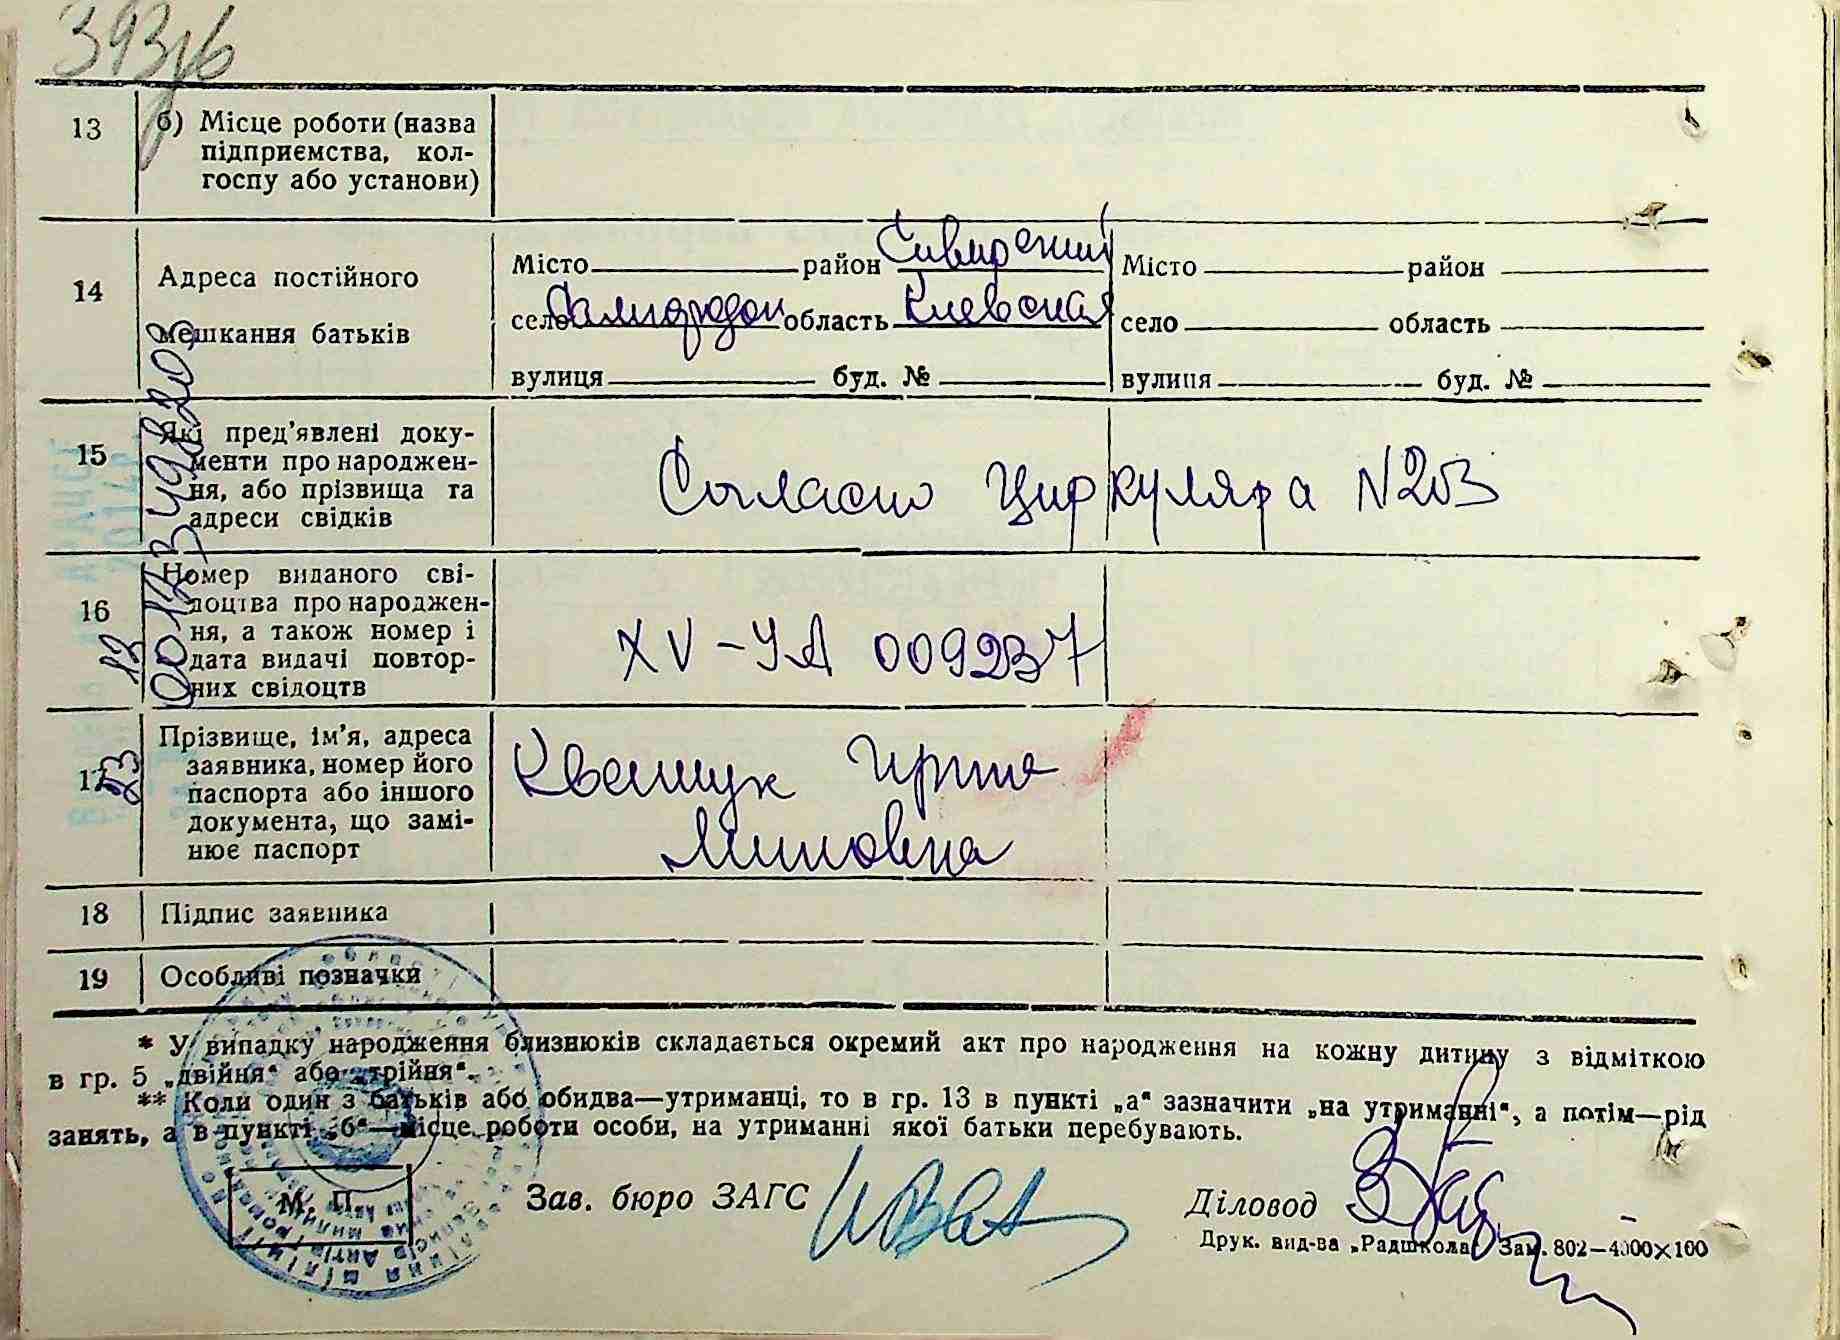 393/б
13 б) Місце роботи (назва
підприємства, кол-
госпу або установи)
14 Адреса постійного
мешкання батьків
Місто район Сквирский
село Самгородок область Киевская
вулиця буд. №
Місто район
село область
вулиця буд. №
15 Які пред'явлені доку-
менти про народжен-
ня, або прізвища та
адреси свідків
Согласно Циркуляра N203
16 Номер виданого сві-
доцтва про народжен-
ня, а також номер і
дата видачі повтор-
них свідоцтв
XV-УА 009237
17 Прізвище, ім'я, адреса
заявника, номер його
паспорта або іншого
документа, що замі-
нює паспорт
Квашук
18 Підпис заявника
19 Особливі позначки
* У випадку народження близнюків складається окремий акт про народження на кожну дитину з відміткою
в гр. 5 „двійня“ або „трійня“.
** Коли один з батьків або обидва—утриманці, то в гр. 13 в пункті „а“ зазначити „на утриманні“, а потім—рід
занять, а в пункті „б“—місце роботи особи, на утриманні якої батьки перебувають.
М. П.
Зав. бюро ЗАГС
Діловод
Друк. вид-ва „Радшкола“ Зам. 802—4000×100